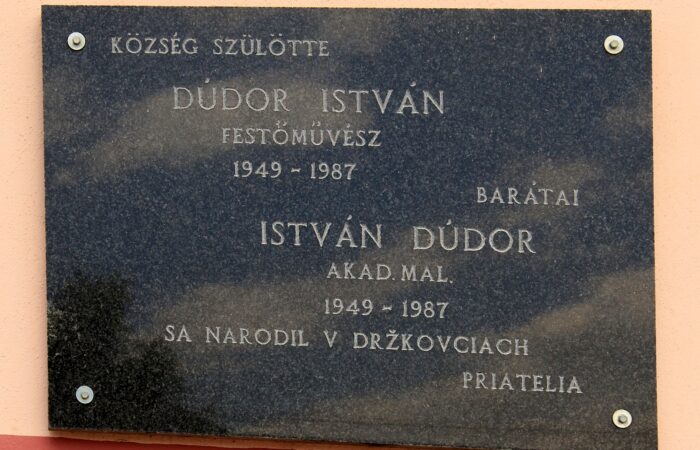 KÖZSÉG SZÜLÖTTE
DÚDOR ISTVÁN
FESTŐMŰVÉSZ
1949 - 1987
BARÁTAI
ISTVÁN DÚDOR
AKAD. MAL.
1949 - 1987
SA NARODIL V DRŽKOVCIACH
PRIATELIA